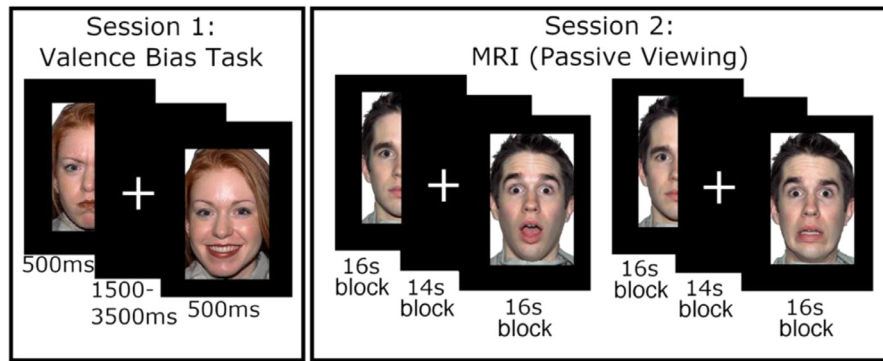 Session 1:
Valence Bias Task
500ms
1500-
3500ms
500ms
Session 2:
MRI (Passive Viewing)
16s
block
14s
block
16s
block
16s
block
14s
block
16s
block